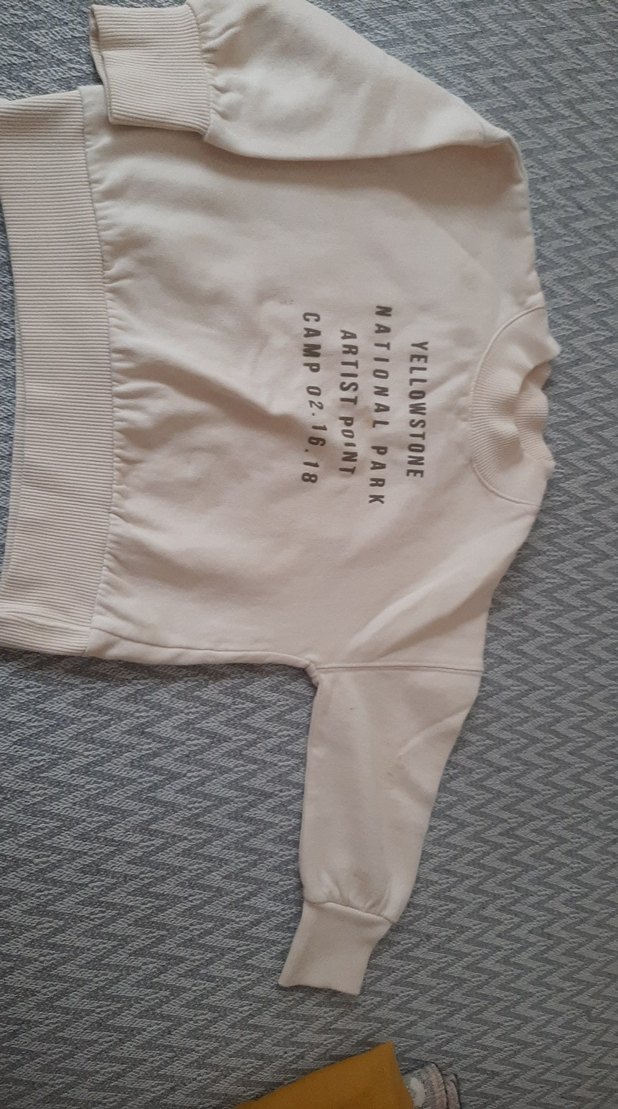 YELLOWSTONE
NATIONAL PARK
ARTIST POINT
CAMP 02.16.18